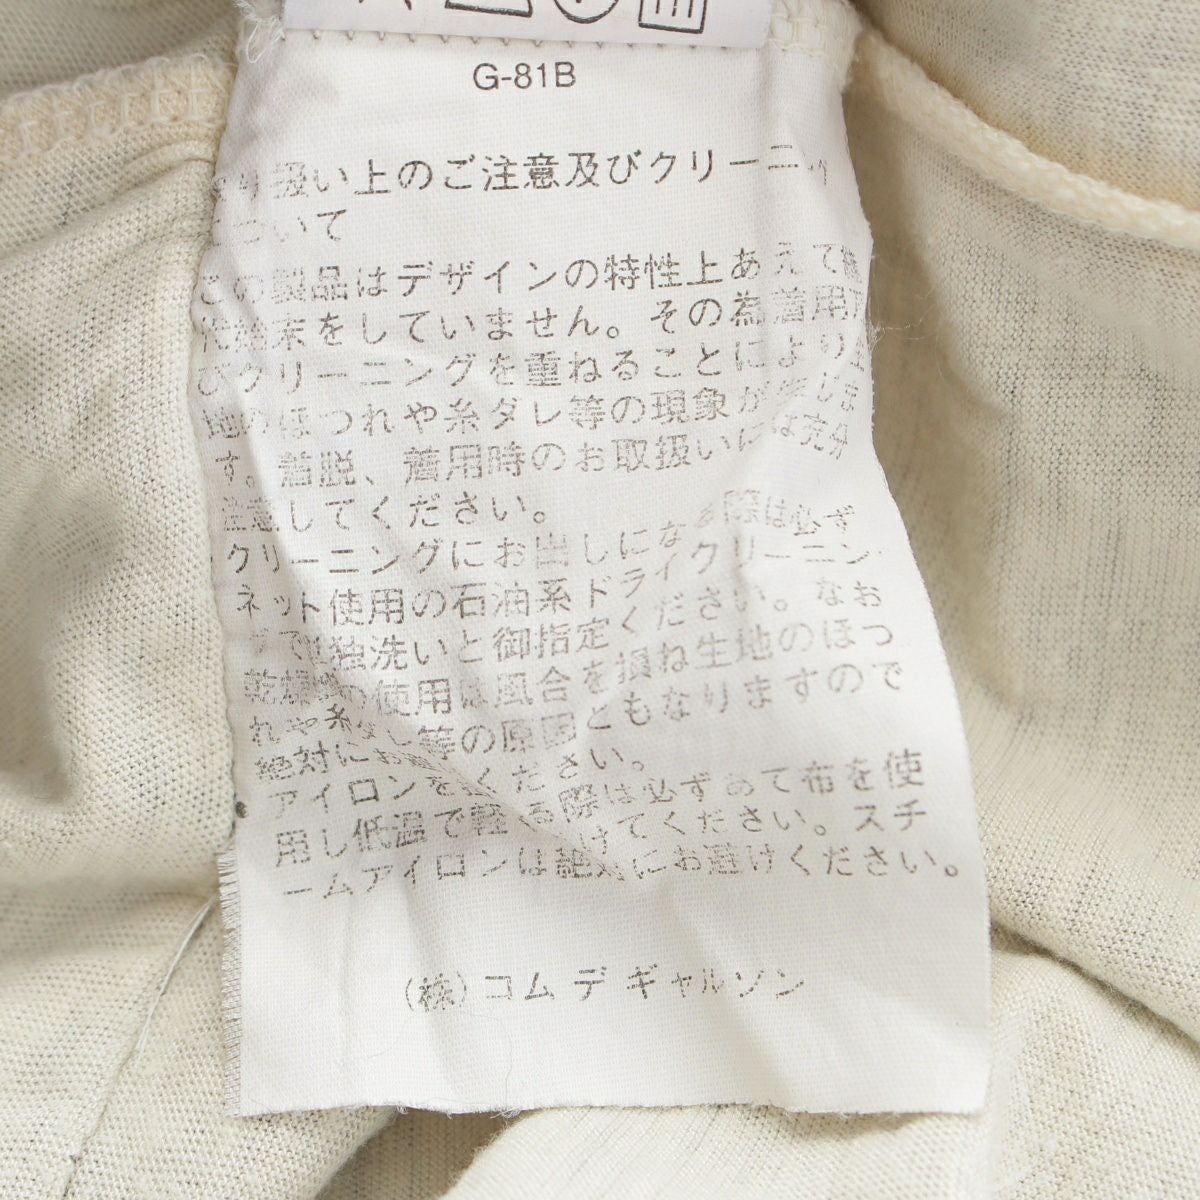 G-81B
扱い上のご注意及びクリーニ
ついて
この製品はデザインの特性上あえて
始末をしていません。その為着用及
びクリーニングを重ねることにより生
地のほつれや糸ダレ等の現象が生じま
す。着脱、着用時のお取扱いには充分
注意してください。
クリーニングにお出しになる際は必ず
ネット使用の石油系ドライクリーニン
グで単独洗いと御指定ください。なお
乾燥機の使用は風合を損ね生地のほつ
れや糸ダレ等の原因ともなりますので
絶対にお避けください。
アイロンを軽くかける際は必ずあて布を使
用し低温で軽くかけてください。スチ
ームアイロンは絶対にお避けください。
(株)コム デ ギャルソン